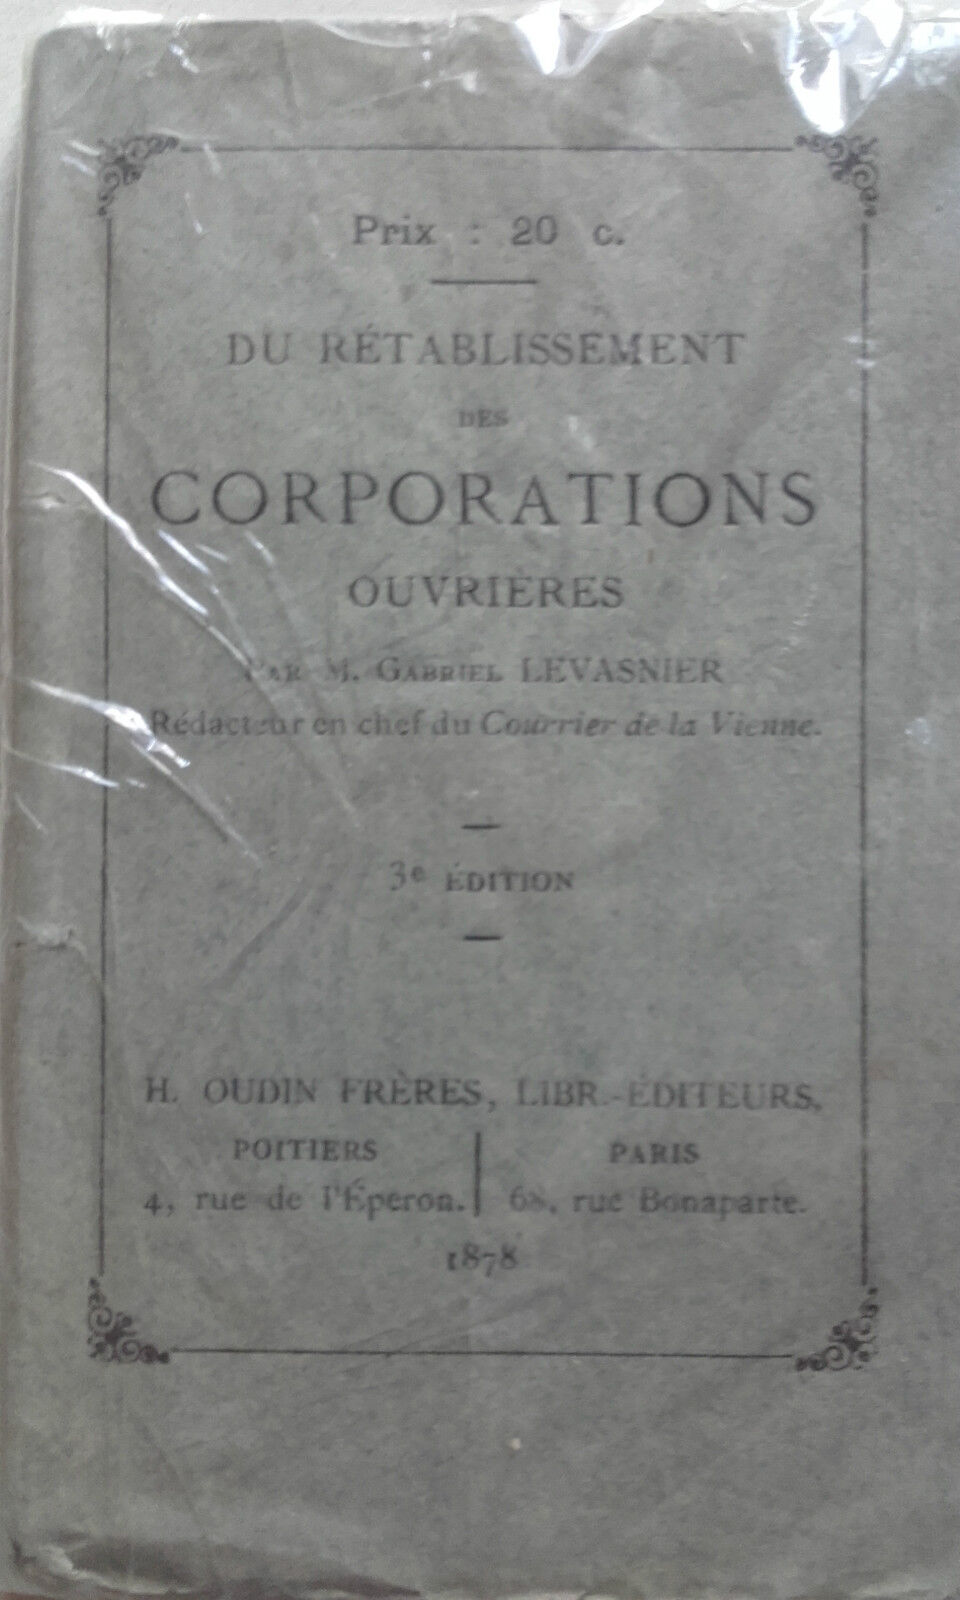 Prix : 20 c.
DU RÉTABLISSEMENT
DES
CORPORATIONS
OUVRIÈRES
PAR M. GABRIEL LEVASNIER
Rédacteur en chef du Courrier de la Vienne.
3e ÉDITION
H. OUDIN FRÈRES, LIBR.-ÉDITEURS,
POITIERS
4, rue de l'Éperon.
PARIS
68, rue Bonaparte.
1878